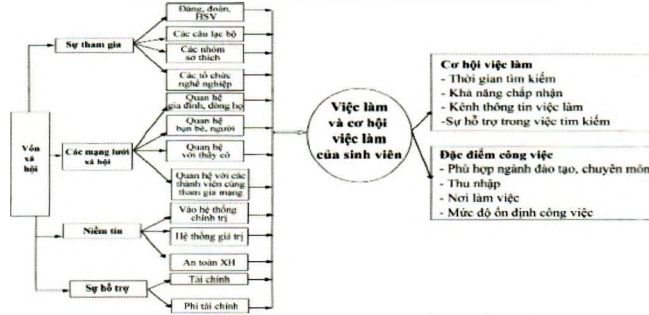 Vốn
xã
hội
Sự tham gia
Đảng, đoàn,
HSV
Các câu lạc bộ
Các nhóm
sở thích
Các tổ chức
nghề nghiệp
Các mạng lưới
xã hội
Quan hệ
gia đình, dòng họ
Quan hệ
bạn bè, người
Quan hệ
với thầy cô
Quan hệ với các
thành viên cùng
tham gia mạng
Niềm tin
Vào hệ thống
chính trị
Hệ thống giá trị
An toàn XH
Sự hỗ trợ
Tài chính
Phi tài chính
Việc làm
và cơ hội
việc làm
của sinh viên
Cơ hội việc làm
- Thời gian tìm kiếm
- Khả năng chấp nhận
- Kênh thông tin việc làm
-Sự hỗ trợ trong việc tìm kiếm
Đặc điểm công việc
- Phù hợp ngành đào tạo, chuyên môn
- Thu nhập
- Nơi làm việc
- Mức độ ổn định công việc